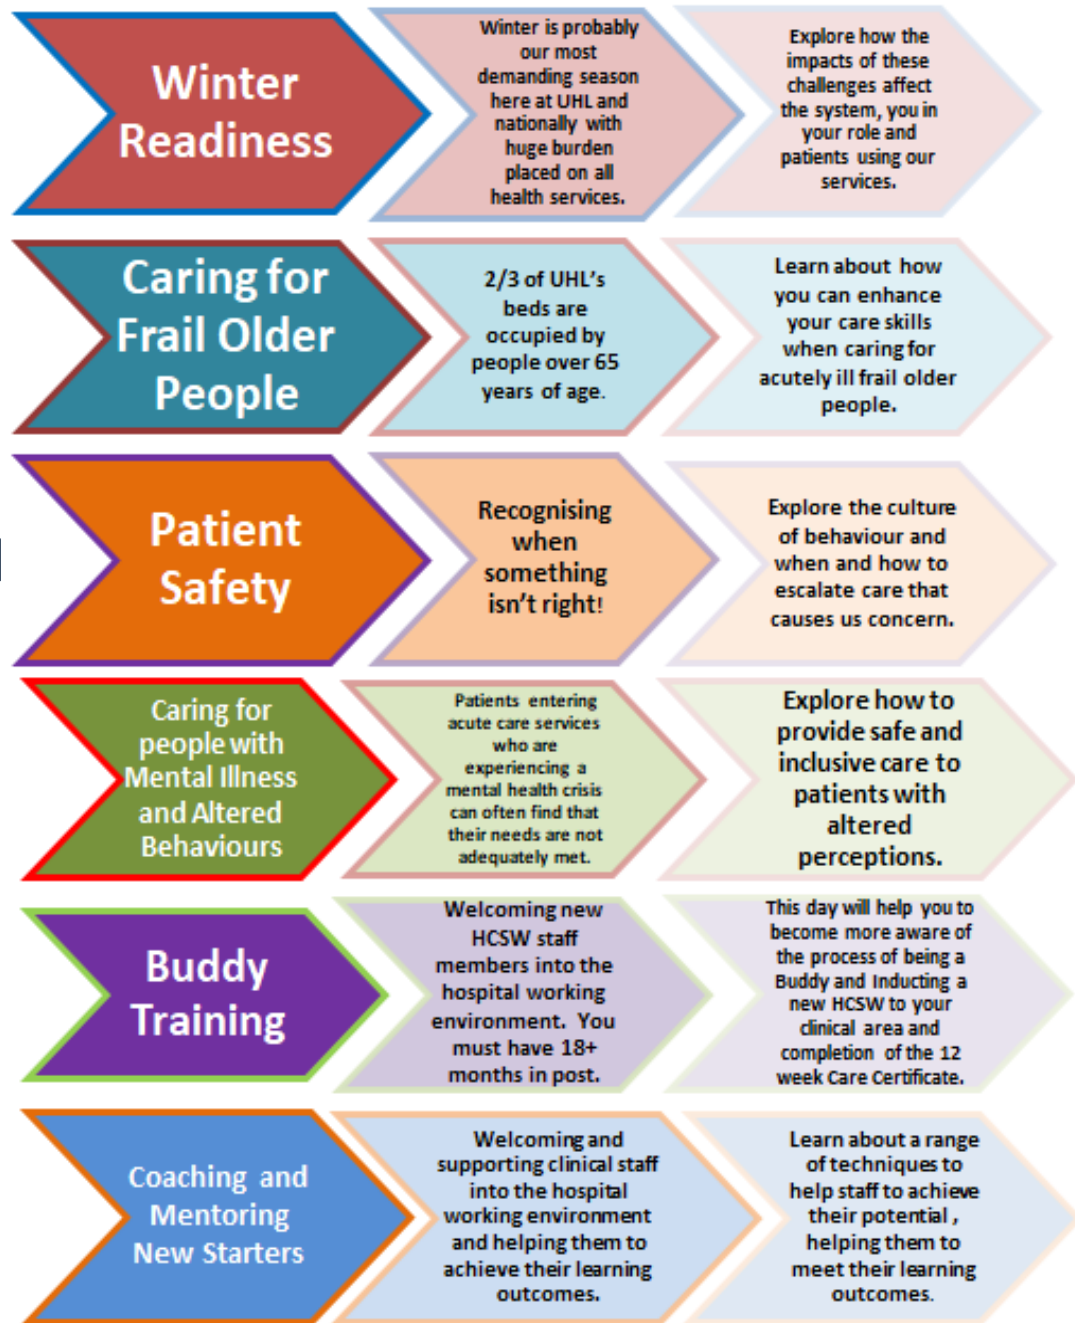 Winter
Readiness
Winter is probably
our most
demanding season
here at UHL and
nationally with
huge burden
placed on all
health services.
Explore how the
impacts of these
challenges affect
the system, you in
your role and
patients using our
services.
Caring for
Frail Older
People
2/3 of UHL's
beds are
occupied by
people over 65
years of age.
Learn about how
you can enhance
your care skills
when caring for
acutely ill frail older
people.
Patient
Safety
Recognising
when
something
isn't right!
Explore the culture
of behaviour and
when and how to
escalate care that
causes us concern.
Caring for
people with
Mental Illness
and Altered
Behaviours
Patients entering
acute care services
who are
experiencing a
mental health crisis
can often find that
their needs are not
adequately met.
Explore how to
provide safe and
inclusive care to
patients with
altered
perceptions.
Buddy
Training
Welcoming new
HCSW staff
members into the
hospital working
environment. You
must have 18+
months in post.
This day will help you to
become more aware of
the process of being a
Buddy and Inducting a
new HCSW to your
clinical area and
completion of the 12
week Care Certificate.
Coaching and
Mentoring
New Starters
Welcoming and
supporting clinical staff
into the hospital
working environment
and helping them to
achieve their learning
outcomes.
Learn about a range
of techniques to
help staff to achieve
their potential ,
helping them to
meet their learning
outcomes.